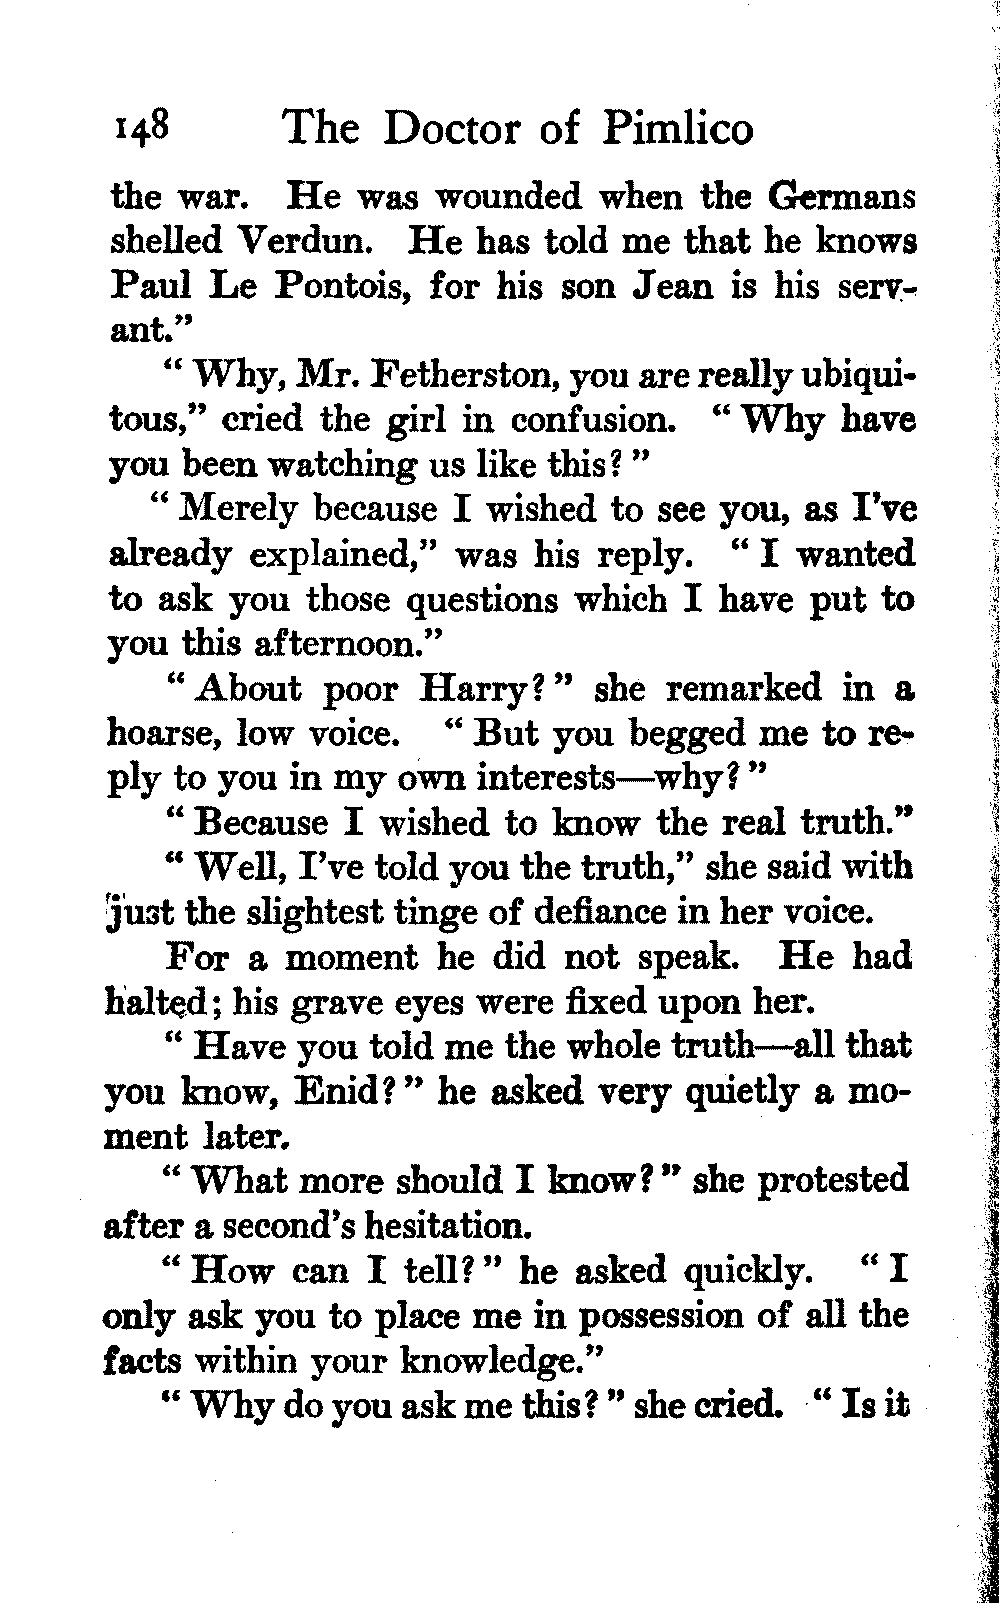 148 The Doctor of Pimlico
the war. He was wounded when the Germans
shelled Verdun. He has told me that he knows
Paul Le Pontois, for his son Jean is his serv-
ant."
" Why, Mr. Fetherston, you are really ubiqui-
tous," cried the girl in confusion. " Why have
you been watching us like this? "
" Merely because I wished to see you, as I've
already explained," was his reply. " I wanted
to ask you those questions which I have put to
you this afternoon."
" About poor Harry? " she remarked in a
hoarse, low voice. " But you begged me to re-
ply to you in my own interests—why? "
" Because I wished to know the real truth."
" Well, I've told you the truth," she said with
just the slightest tinge of defiance in her voice.
For a moment he did not speak. He had
halted; his grave eyes were fixed upon her.
" Have you told me the whole truth—all that
you know, Enid? " he asked very quietly a mo-
ment later.
" What more should I know? " she protested
after a second's hesitation.
" How can I tell? " he asked quickly. " I
only ask you to place me in possession of all the
facts within your knowledge."
" Why do you ask me this? " she cried. " Is it